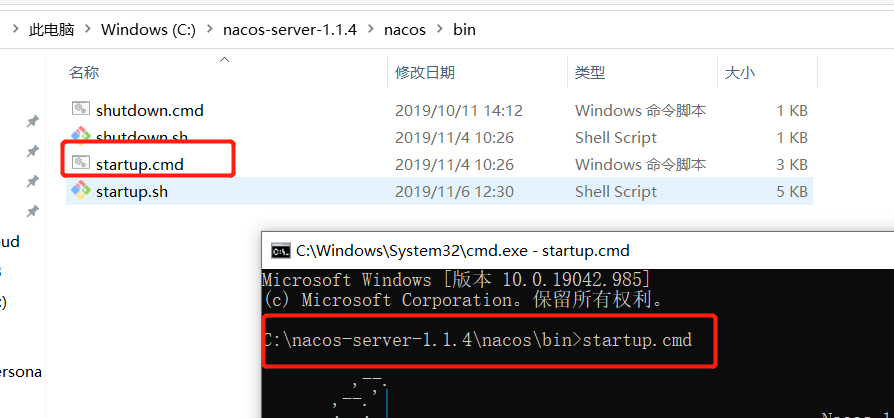 此电脑 > Windows (C:) > nacos-server-1.1.4 > nacos > bin
名称 修改日期 类型 大小
shutdown.cmd 2019/10/11 14:12 Windows 命令脚本 1 KB
shutdown.sh 2019/11/4 10:26 Shell Script 1 KB
startup.cmd 2019/11/4 10:26 Windows 命令脚本 3 KB
startup.sh 2019/11/6 12:30 Shell Script 5 KB
C:\Windows\System32\cmd.exe - startup.cmd
Microsoft Windows [版本 10.0.19042.985]
(c) Microsoft Corporation。保留所有权利。
C:\nacos-server-1.1.4\nacos\bin>startup.cmd